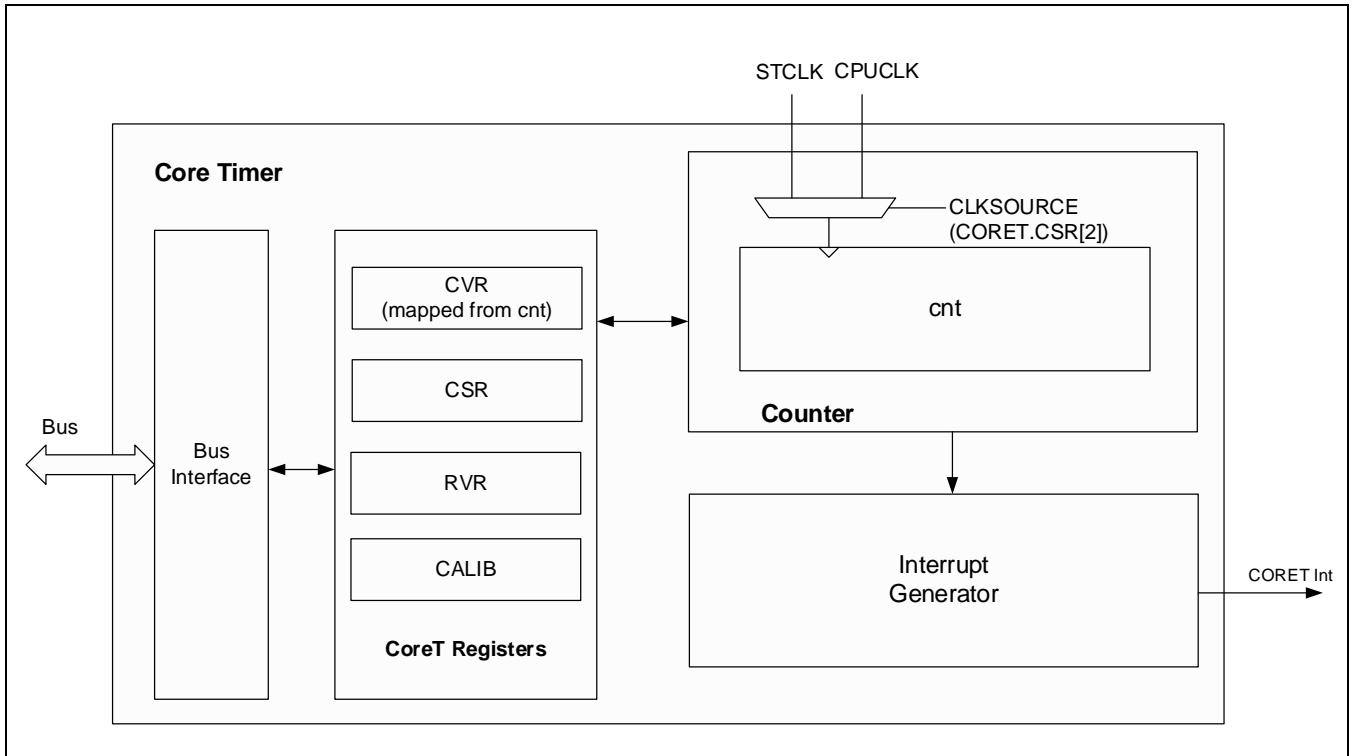 STCLK CPUCLK
Core Timer
CLKSOURCE
(CORET.CSR[2])
CVR
(mapped from cnt)
cnt
CSR
Counter
Bus
Bus
Interface
RVR
Interrupt
Generator
CALIB
CORET Int
CoreT Registers